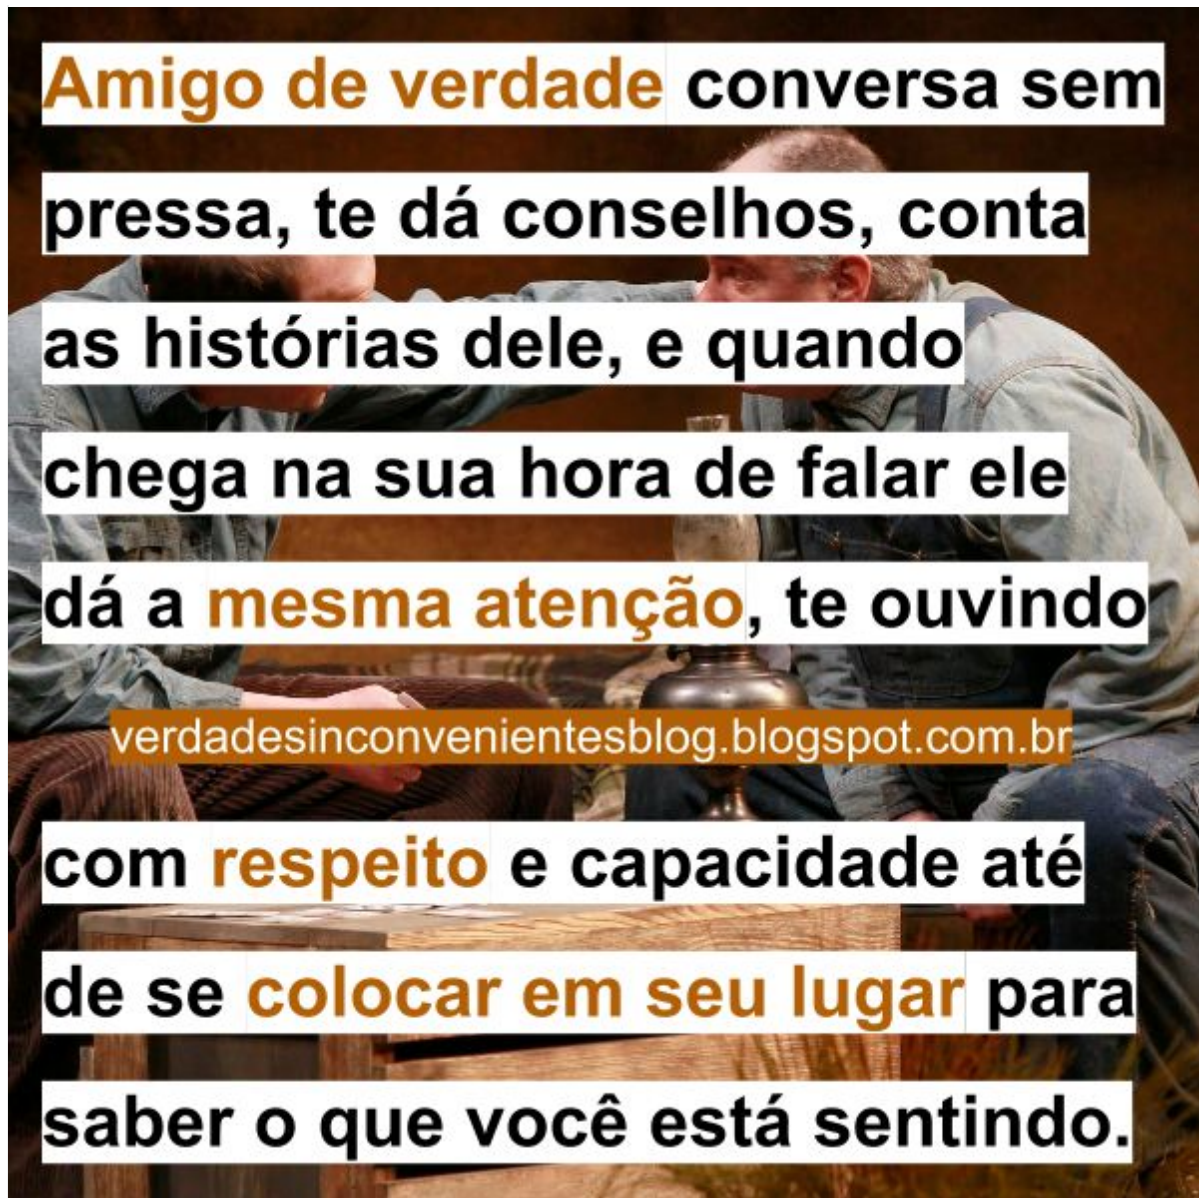 Amigo de verdade conversa sem
pressa, te dá conselhos, conta
as histórias dele, e quando
chega na sua hora de falar ele
dá a mesma atenção, te ouvindo
verdadesinconvenientesblog.blogspot.com.br
com respeito e capacidade até
de se colocar em seu lugar para
saber o que você está sentindo.